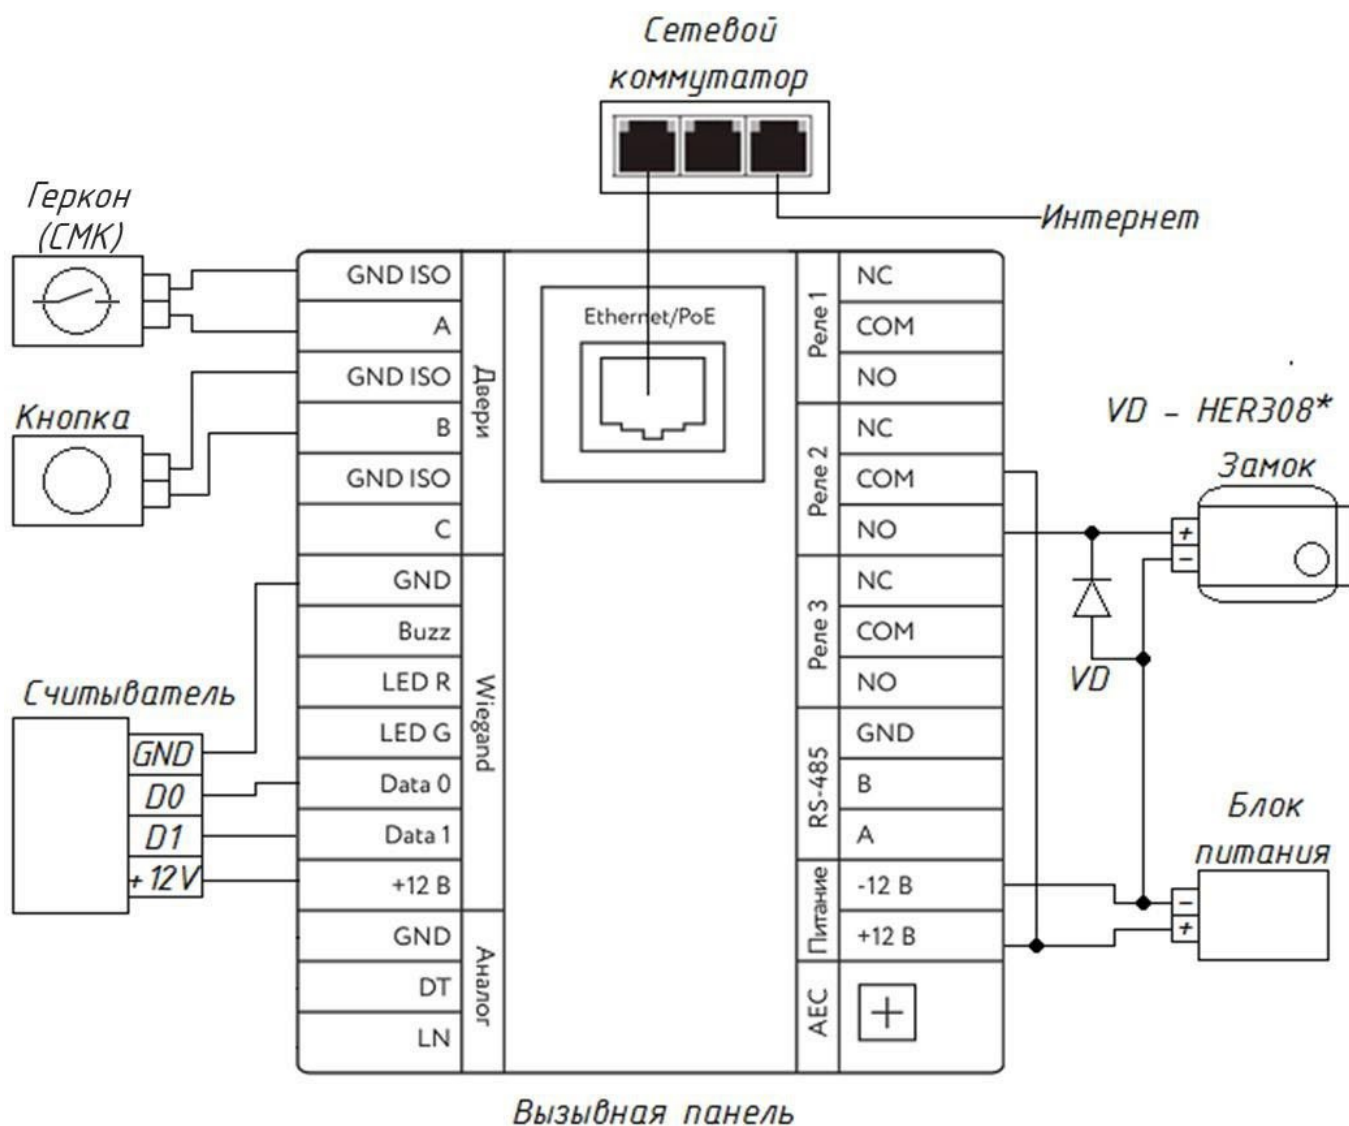 Сетевой
коммутатор
Интернет
Геркон
(СМК)
Кнопка
Считыватель
GND
D0
D1
+12V
GND ISO
A
GND ISO
B
GND ISO
C
Двери
GND
Buzz
LED R
LED G
Data 0
Data 1
+12 В
Wiegand
GND
DT
LN
Аналог
Ethernet/PoE
Реле 1
NC
COM
NO
Реле 2
NC
COM
NO
Реле 3
NC
COM
NO
RS-485
GND
B
A
Питание
-12 В
+12 В
АЕС
+
VD - HER308*
Замок
+
-
VD
Блок
питания
-
+
Вызывная панель